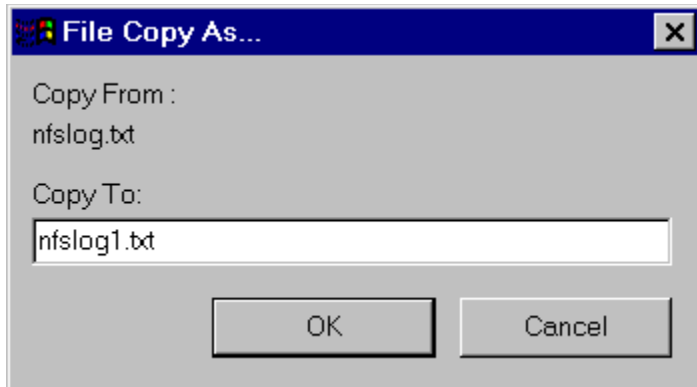 File Copy As...
Copy From :
nfslog.txt
Copy To:
nfslog1.txt
OK
Cancel